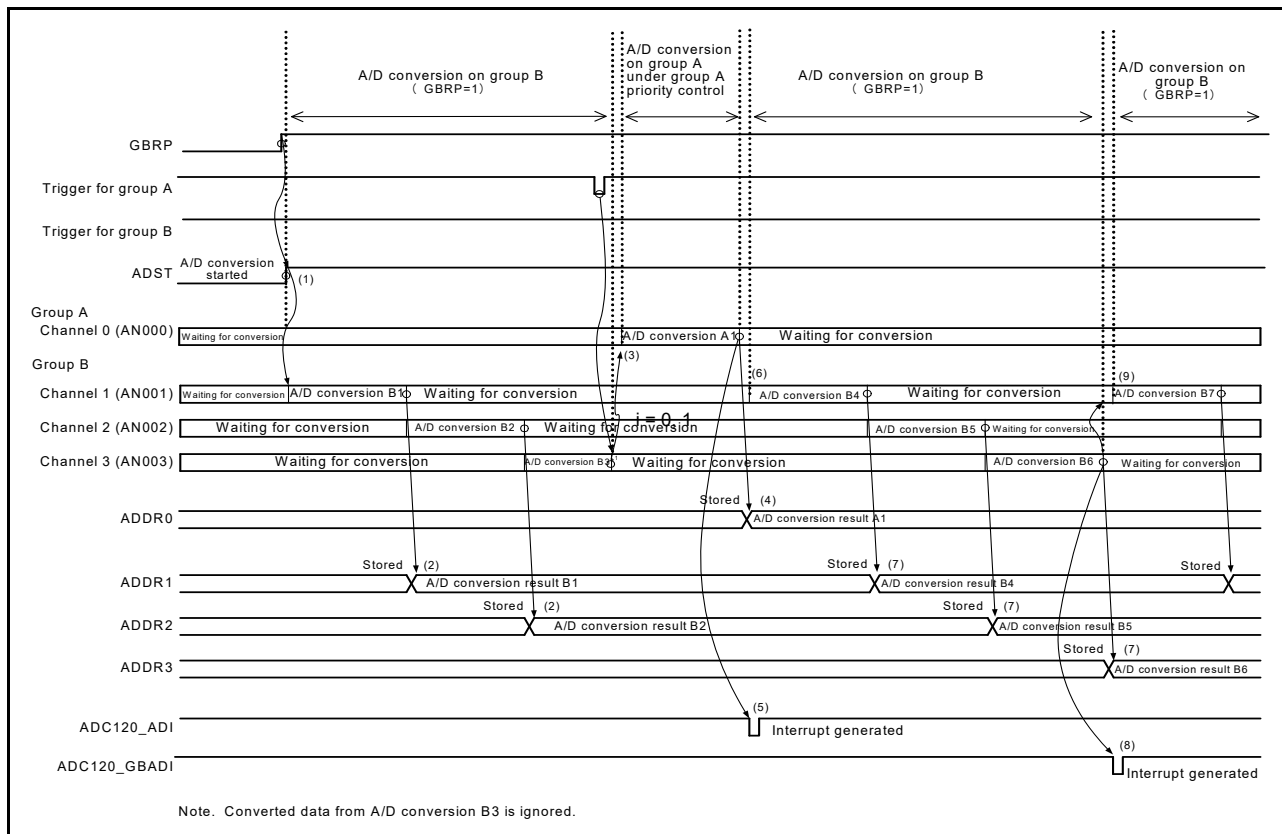 A/D conversion on group B
( GBRP=1)
A/D conversion
on group A
under group A
priority control
A/D conversion on group B
( GBRP=1)
A/D conversion on
group B
( GBRP=1)
GBRP
Trigger for group A
Trigger for group B
ADST
A/D conversion
started
(1)
Group A
Channel 0 (AN000)
Waiting for conversion
A/D conversion A1
Waiting for conversion
(3)
Group B
(6)
(9)
Channel 1 (AN001)
Waiting for conversion
A/D conversion B1
Waiting for conversion
A/D conversion B4
Waiting for conversion
A/D conversion B7
j = 0, 1
Channel 2 (AN002)
Waiting for conversion
A/D conversion B2
Waiting for conversion
A/D conversion B5
Waiting for conversion
Channel 3 (AN003)
Waiting for conversion
A/D conversion B3
Waiting for conversion
A/D conversion B6
Waiting for conversion
Stored (4)
ADDR0
A/D conversion result A1
Stored (2)
Stored (7)
Stored
ADDR1
A/D conversion result B1
A/D conversion result B4
Stored (2)
Stored (7)
ADDR2
A/D conversion result B2
A/D conversion result B5
Stored (7)
ADDR3
A/D conversion result B6
(5)
ADC120_ADI
Interrupt generated
(8)
ADC120_GBADI
Interrupt generated
Note. Converted data from A/D conversion B3 is ignored.